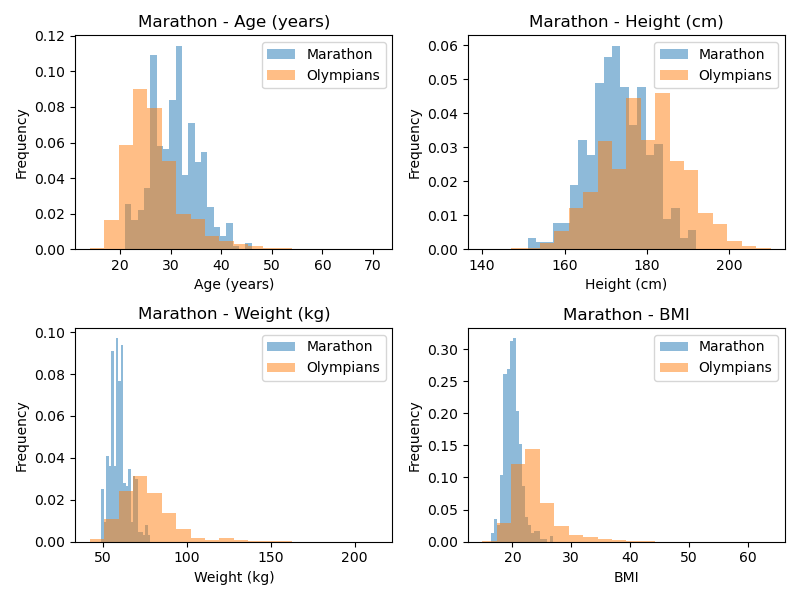 Marathon - Age (years)
0.12
0.10
0.08
0.06
0.04
0.02
0.00
Frequency
Marathon
Olympians
20 30 40 50 60 70
Age (years)
Marathon - Height (cm)
0.06
0.05
0.04
0.03
0.02
0.01
0.00
Frequency
Marathon
Olympians
140 160 180 200
Height (cm)
Marathon - Weight (kg)
0.10
0.08
0.06
0.04
0.02
0.00
Frequency
Marathon
Olympians
50 100 150 200
Weight (kg)
Marathon - BMI
0.30
0.25
0.20
0.15
0.10
0.05
0.00
Frequency
Marathon
Olympians
20 30 40 50 60
BMI